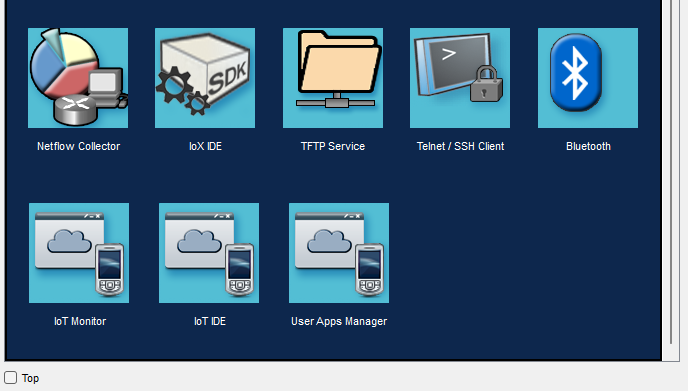 SDK
>
Netflow Collector
IoX IDE
TFTP Service
Telnet / SSH Client
Bluetooth
IoT Monitor
IoT IDE
User Apps Manager
Top